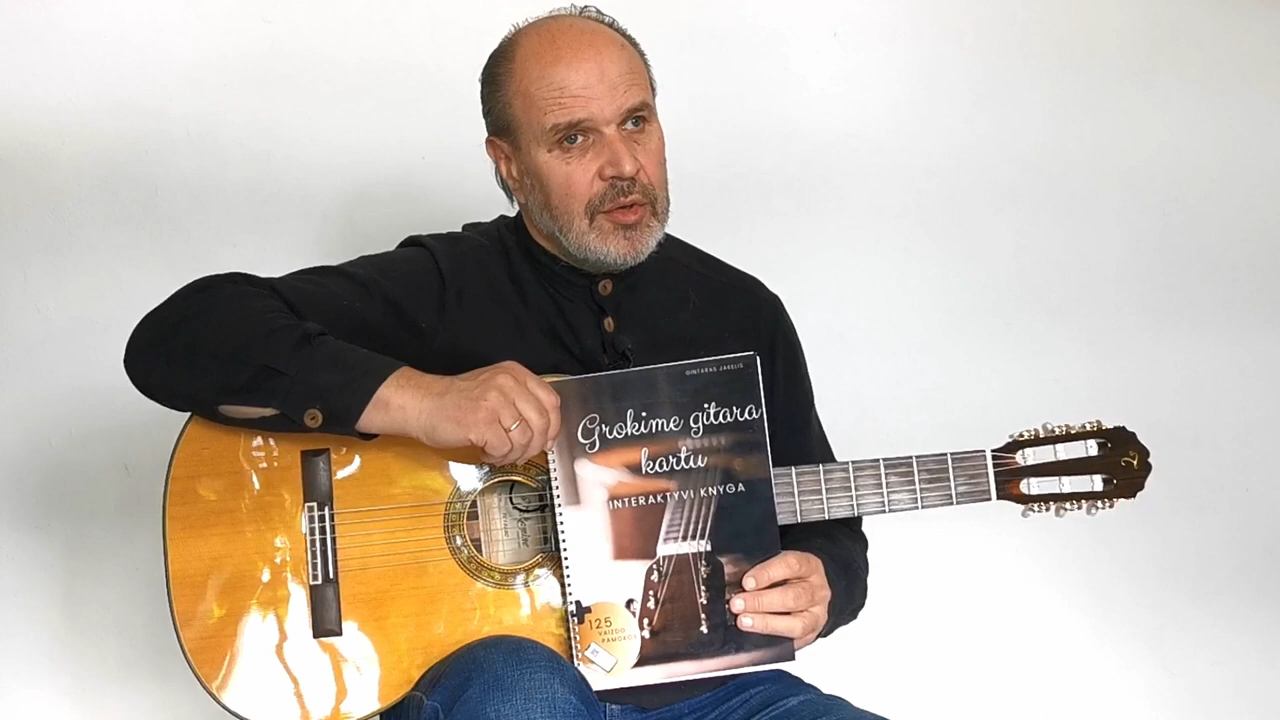 GINTARAS JAKELIS
Grokime gitara
kartu
INTERAKTYVI KNYGA
125
VAIZDO
PAMOKOS